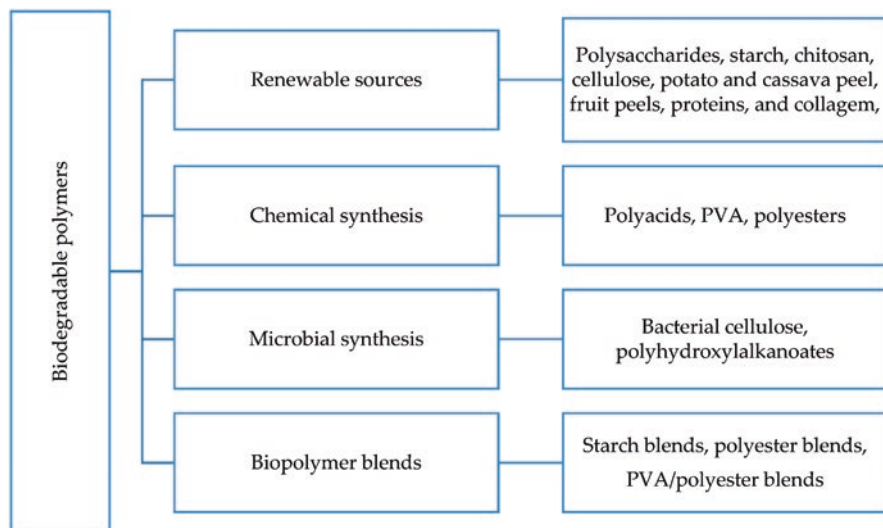 Biodegradable polymers
Renewable sources
Polysaccharides, starch, chitosan,
cellulose, potato and cassava peel,
fruit peels, proteins, and collagem,
Chemical synthesis
Polyacids, PVA, polyesters
Microbial synthesis
Bacterial cellulose,
polyhydroxylalkanoates
Biopolymer blends
Starch blends, polyester blends,
PVA/polyester blends